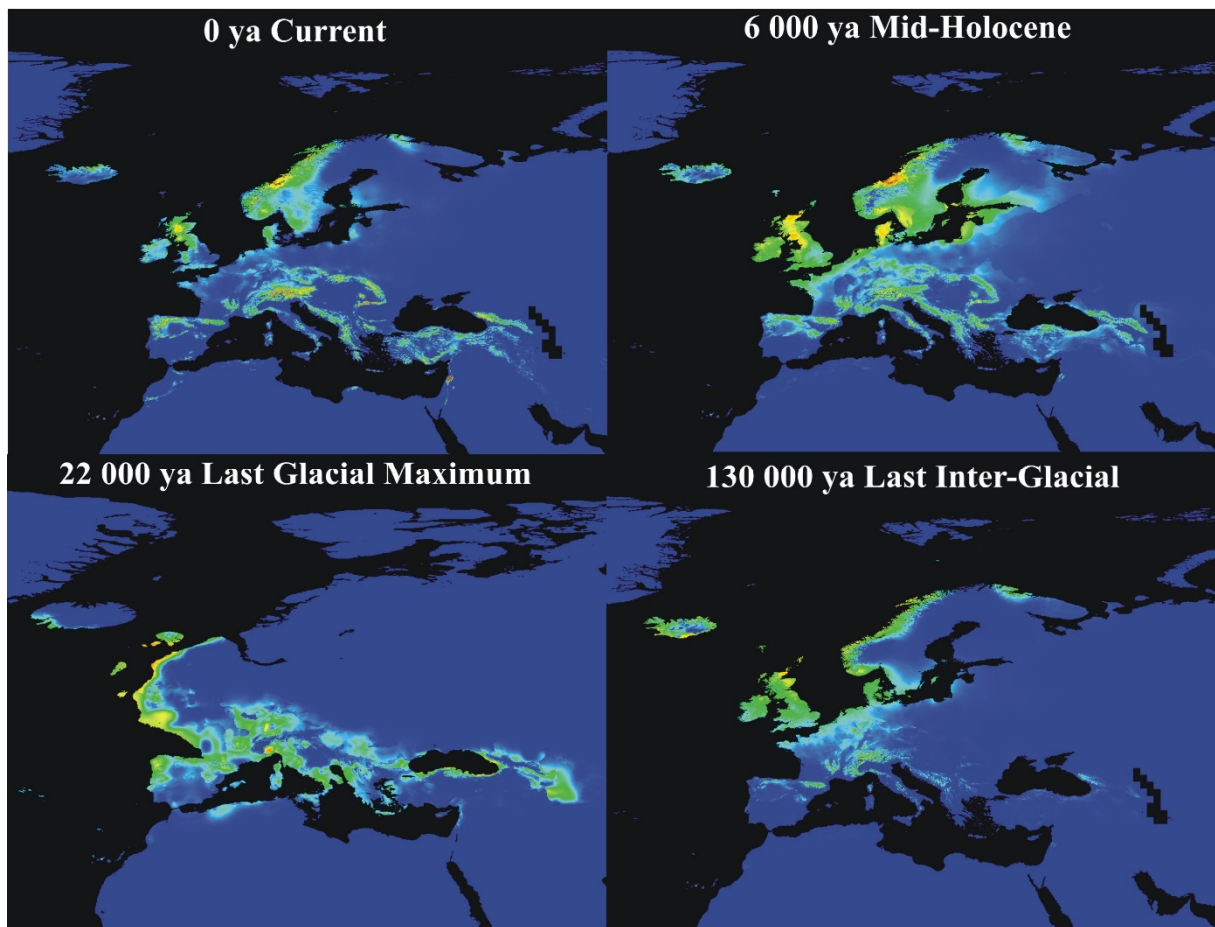 0 ya Current
6 000 ya Mid-Holocene
22 000 ya Last Glacial Maximum
130 000 ya Last Inter-Glacial